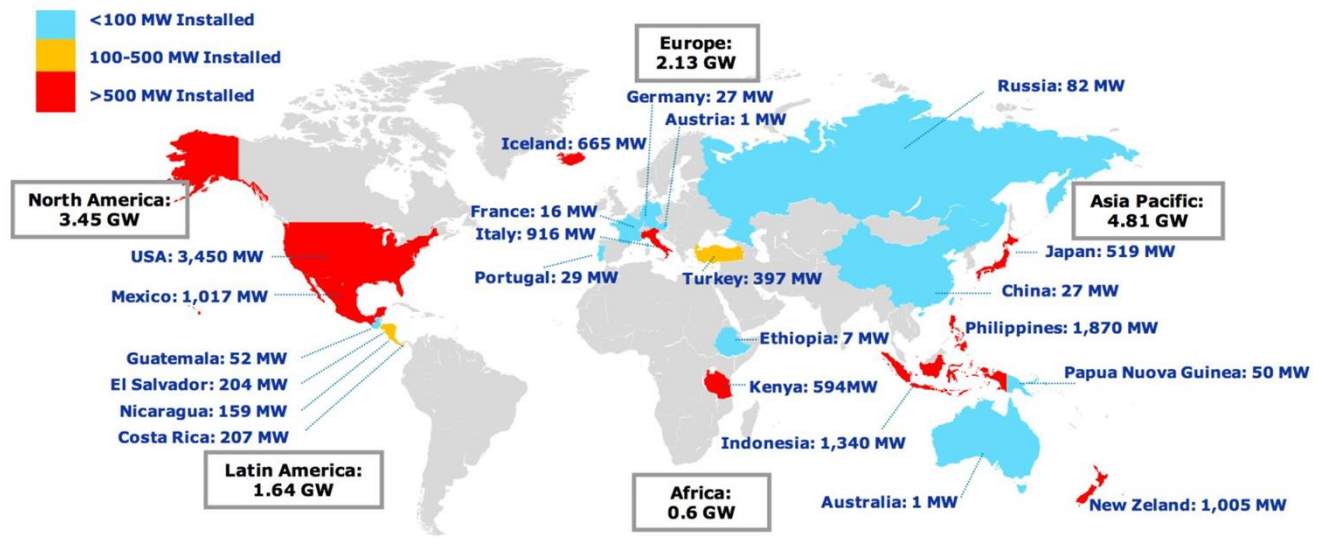 <100 MW Installed
100-500 MW Installed
>500 MW Installed
Europe:
2.13 GW
Germany: 27 MW
Austria: 1 MW
Russia: 82 MW
Iceland: 665 MW
North America:
3.45 GW
Asia Pacific:
4.81 GW
France: 16 MW
Italy: 916 MW
USA: 3,450 MW
Japan: 519 MW
Portugal: 29 MW
Turkey: 397 MW
Mexico: 1,017 MW
China: 27 MW
Philippines: 1,870 MW
Ethiopia: 7 MW
Guatemala: 52 MW
El Salvador: 204 MW
Kenya: 594MW
Papua Nuova Guinea: 50 MW
Nicaragua: 159 MW
Costa Rica: 207 MW
Indonesia: 1,340 MW
Latin America:
1.64 GW
Africa:
0.6 GW
Australia: 1 MW
New Zeland: 1,005 MW